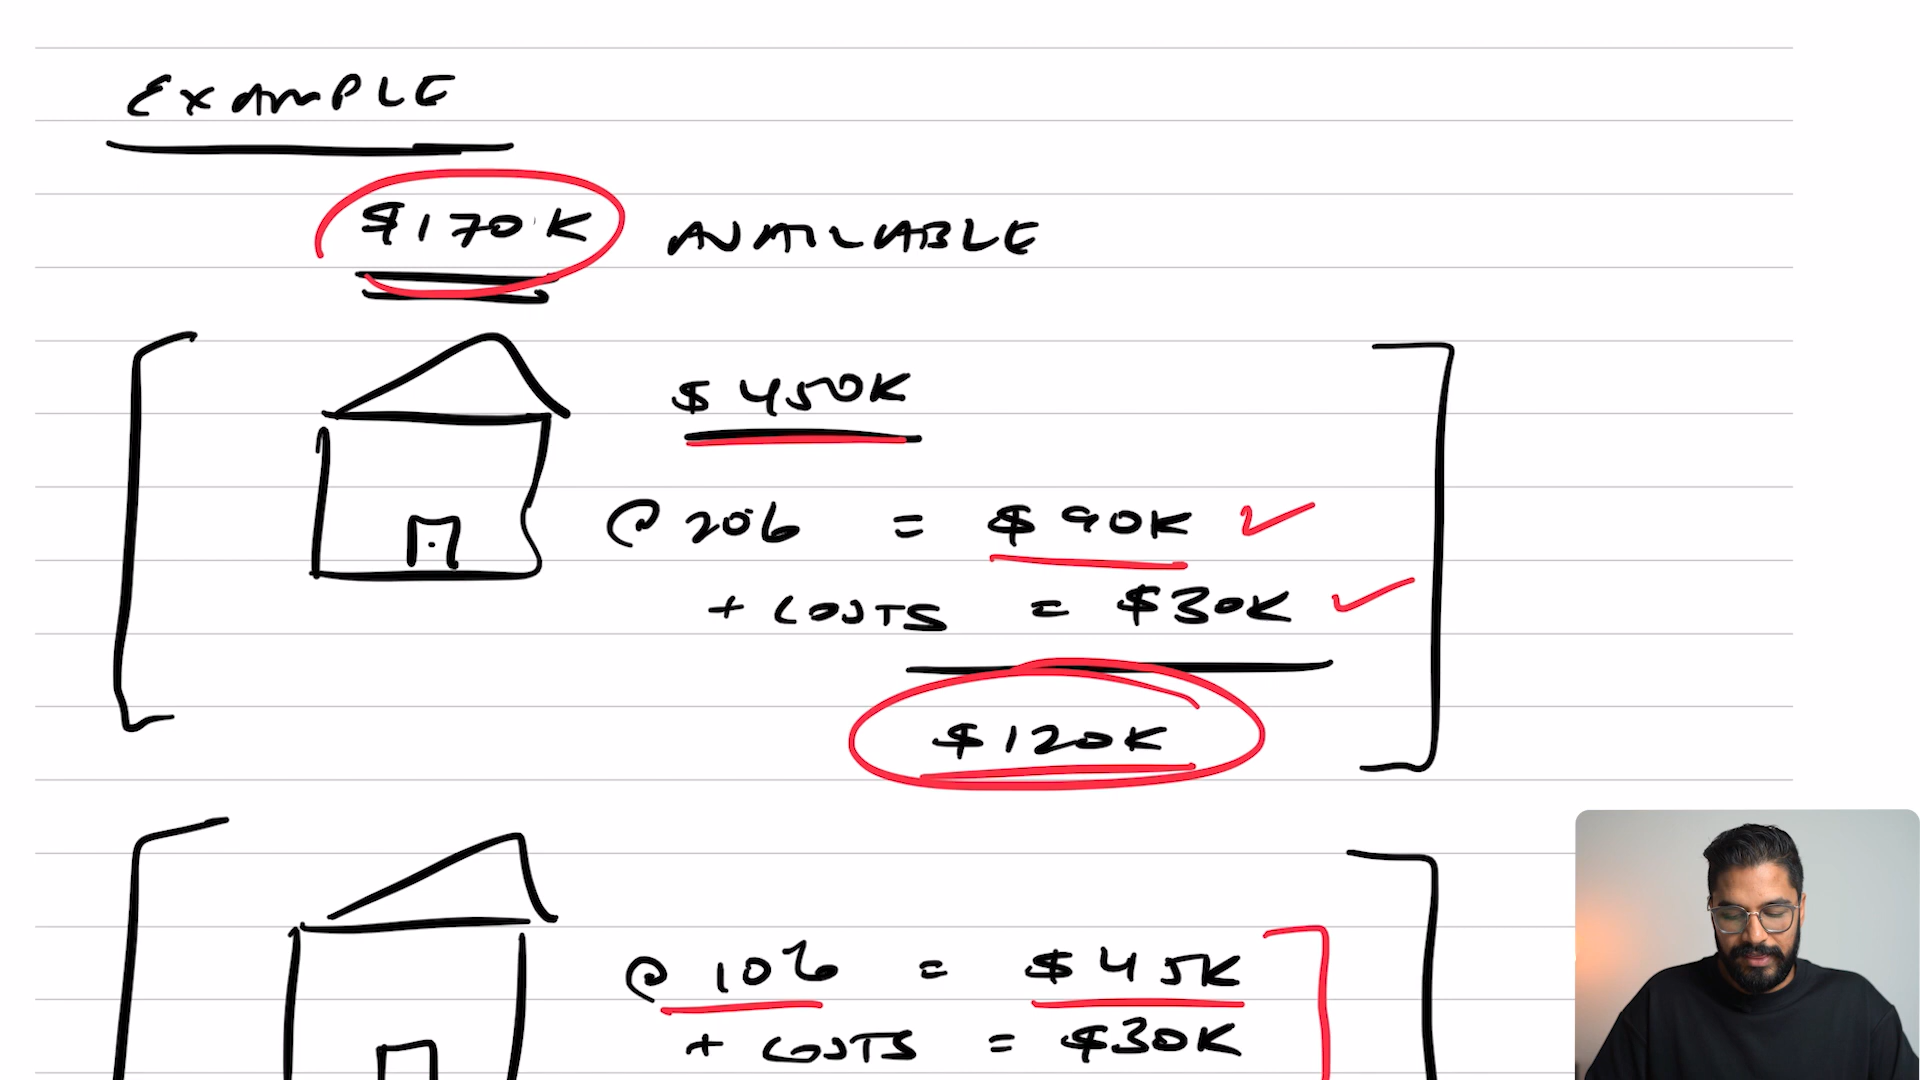 EXAMPLE
$170K AVAILABLE
$450K
@ 20% = $90K
+ COSTS = $30K
$120K
@ 10% = $45K
+ COSTS = $30K